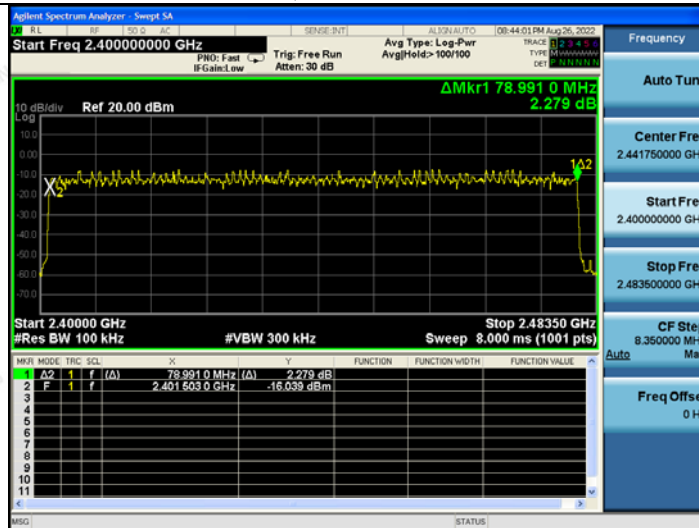 Agilent Spectrum Analyzer - Swept SA
RL RF 50 Ω AC SENSE:INT ALIGN AUTO 08:44:01 PM Aug 26, 2022
Start Freq 2.400000000 GHz
PNO: Fast
IFGain:Low
Trig: Free Run
Atten: 30 dB
Avg Type: Log-Pwr
Avg|Hold:> 100/100
TRACE 1 2 3 4 5 6
TYPE
DET P N N N N N
ΔMkr1 78.991 0 MHz
2.279 dB
10 dB/div Ref 20.00 dBm
Log
10.0
0.00
-10.0
-20.0
-30.0
-40.0
-50.0
-60.0
-70.0
1Δ2
2
Start 2.40000 GHz Stop 2.48350 GHz
#Res BW 100 kHz #VBW 300 kHz Sweep 8.000 ms (1001 pts)
MKR MODE TRC SCL X Y FUNCTION FUNCTION WIDTH FUNCTION VALUE
1 Δ2 1 f (Δ) 78.991 0 MHz (Δ) 2.279 dB
2 F 1 f 2.401 503 0 GHz -16.039 dBm
3
4
5
6
7
8
9
10
11
MSG STATUS
Frequency
Auto Tun
Center Fre
2.441750000 GH
Start Fre
2.400000000 GH
Stop Fre
2.483500000 GH
CF Ste
8.350000 MH
Auto Ma
Freq Offse
0 H